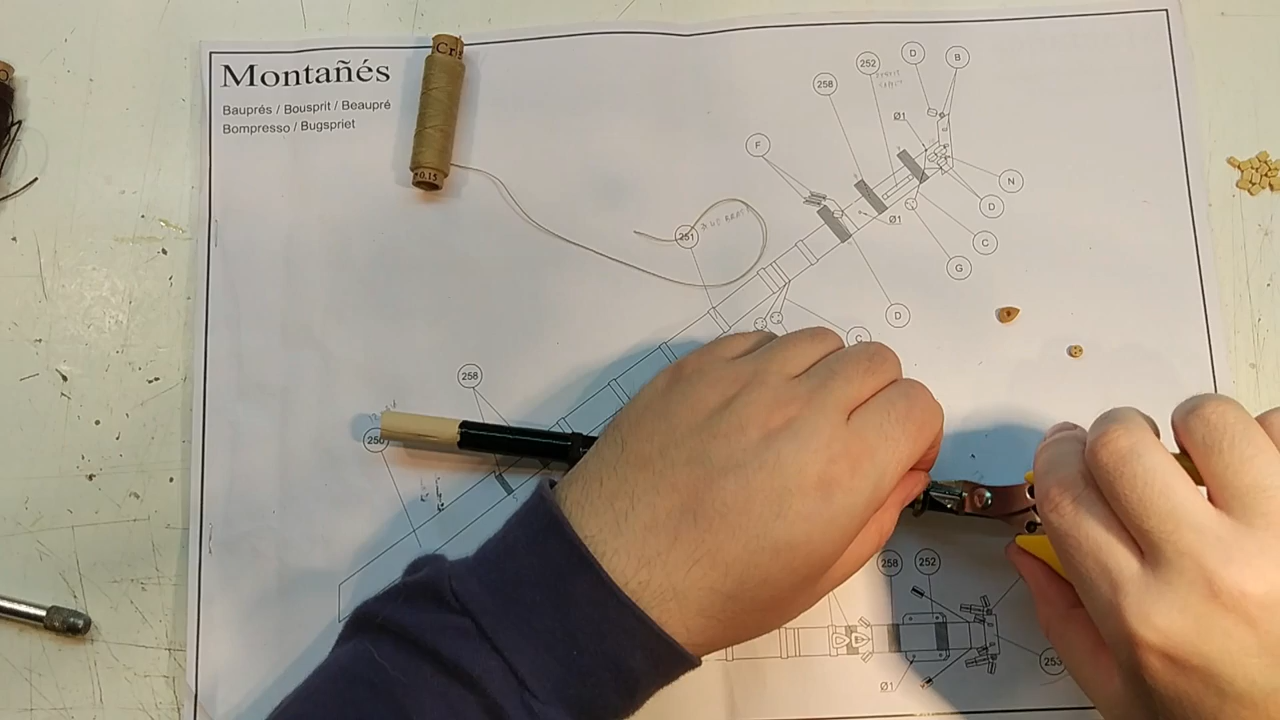 Montañés
Bauprés / Bousprit / Beaupré
Bompresso / Bugspriet
Cr
0.15
D
B
252
258
Ø1
F
N
D
Ø1
251
C
G
D
C
258
250
258
252
253
Ø1